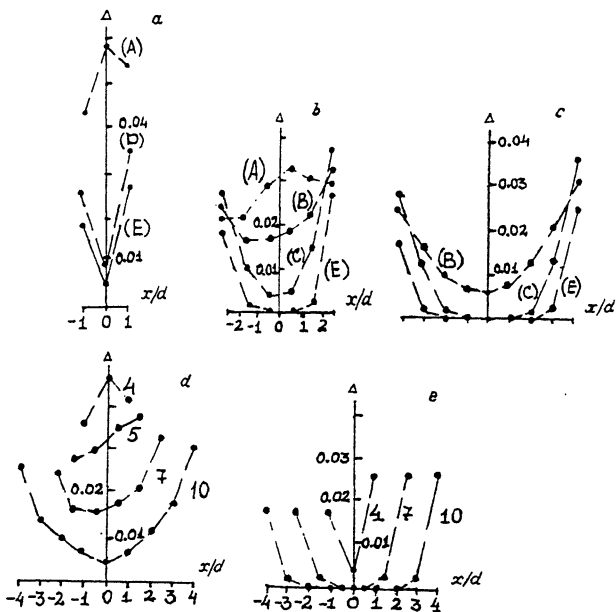 Δ a
(A)
0.04
(D)
(E)
0.01
-1 0 1 x/d
Δ b
(A)
(B)
0.02
(C)
0.01
(E)
-2 -1 0 1 2 x/d
Δ c
0.04
0.03
0.02
(B)
0.01
(C) (E)
x/d
Δ d
4
5
7
0.02
10
0.01
-4 -3 -2 -1 0 1 2 3 4 x/d
Δ e
0.03
0.02
4 7 10
0.01
-4 -3 -2 -1 0 1 2 3 4 x/d